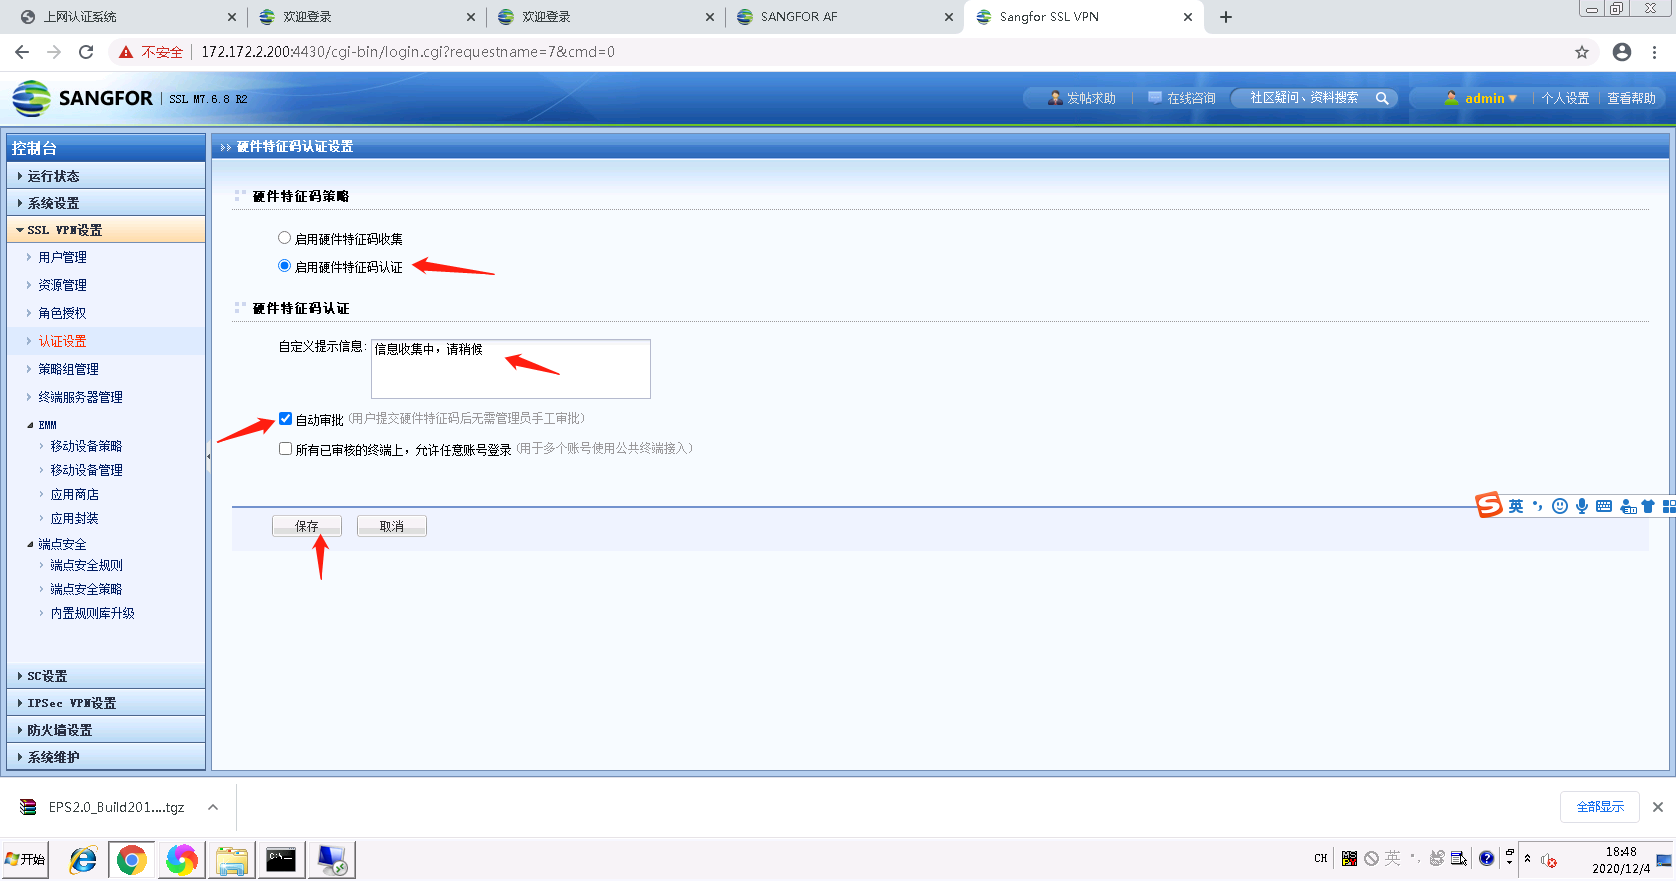 上网认证系统
欢迎登录
欢迎登录
SANGFOR AF
Sangfor SSL VPN
不安全
172.172.2.200:4430/cgi-bin/login.cgi?requestname=7&cmd=0
SANGFOR
SSL M7.6.8 R2
发帖求助
在线咨询
社区疑问、资料搜索
admin
个人设置
查看帮助
控制台
运行状态
系统设置
SSL VPN设置
用户管理
资源管理
角色授权
认证设置
策略组管理
终端服务器管理
EMM
移动设备策略
移动设备管理
应用商店
应用封装
端点安全
端点安全规则
端点安全策略
内置规则库升级
SC设置
IPSec VPN设置
防火墙设置
系统维护
硬件特征码认证设置
硬件特征码策略
启用硬件特征码收集
启用硬件特征码认证
硬件特征码认证
自定义提示信息:
信息收集中，请稍候
自动审批 (用户提交硬件特征码后无需管理员手工审批)
所有已审核的终端上，允许任意账号登录 (用于多个账号使用公共终端接入)
保存
取消
英
EPS2.0_Build201....tgz
全部显示
开始
CH
英
18:48
2020/12/4